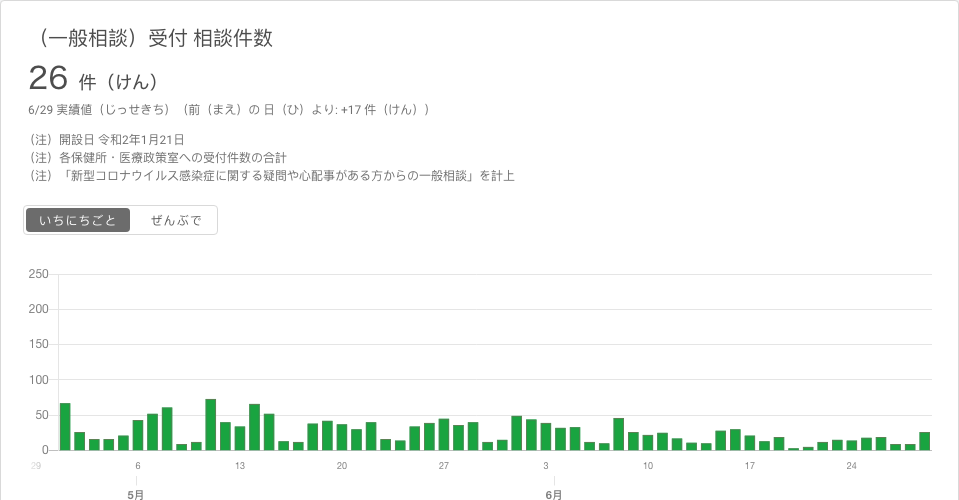 （一般相談）受付 相談件数
26 件（けん）
6/29 実績値（じっせきち）（前（まえ）の 日（ひ）より: +17 件（けん））
（注）開設日 令和2年1月21日
（注）各保健所・医療政策室への受付件数の合計
（注）「新型コロナウイルス感染症に関する疑問や心配事がある方からの一般相談」を計上
いちにちごと ぜんぶで
250
200
150
100
50
0
29 6 13 20 27 3 10 17 24
5月 6月